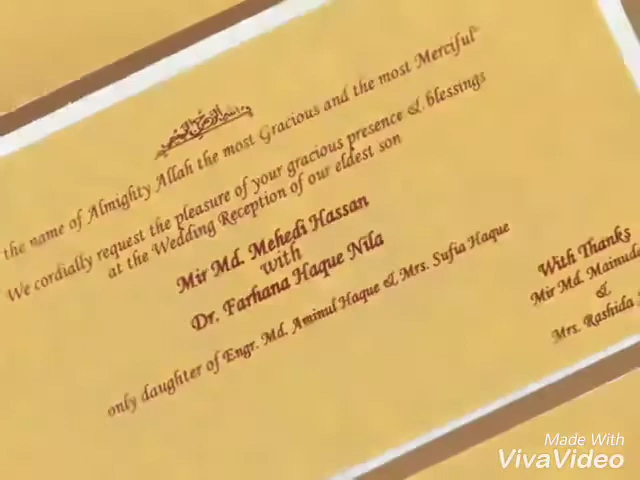 the name of Almighty Allah the most Gracious and the most Merciful"
We cordially request the pleasure of your gracious presence & blessings
at the Wedding Reception of our eldest son
Mir Md. Mehedi Hassan
with
Dr. Farhana Haque Nila
only daughter of Engr. Md. Aminul Haque & Mrs. Sufia Haque
With Thanks
Mir Md.
&
Mrs. Rashida
Made With
VivaVideo